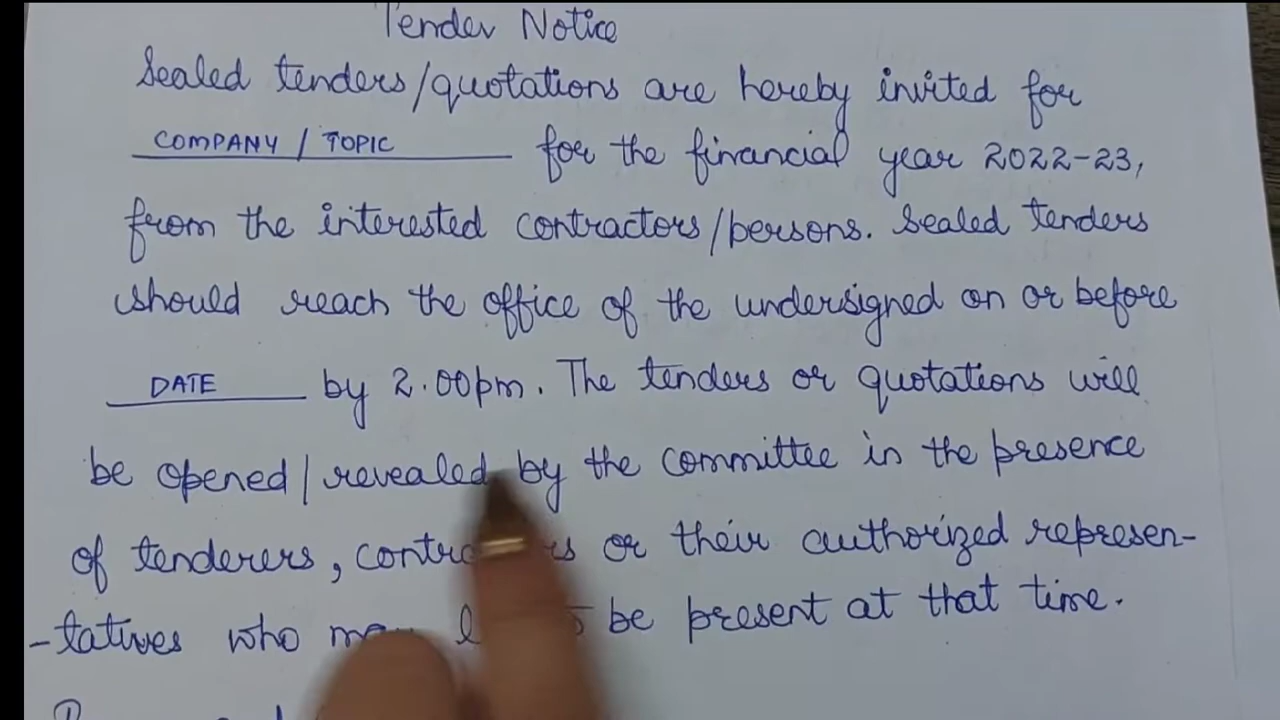 Tender Notice
Sealed tenders/quotations are hereby invited for
COMPANY / TOPIC for the financial year 2022-23,
from the interested contractors/persons. Sealed tenders
should reach the office of the undersigned on or before
DATE by 2.00pm. The tenders or quotations will
be opened/revealed by the committee in the presence
of tenderers, or their authorized represen-
-tatives who be present at that time.